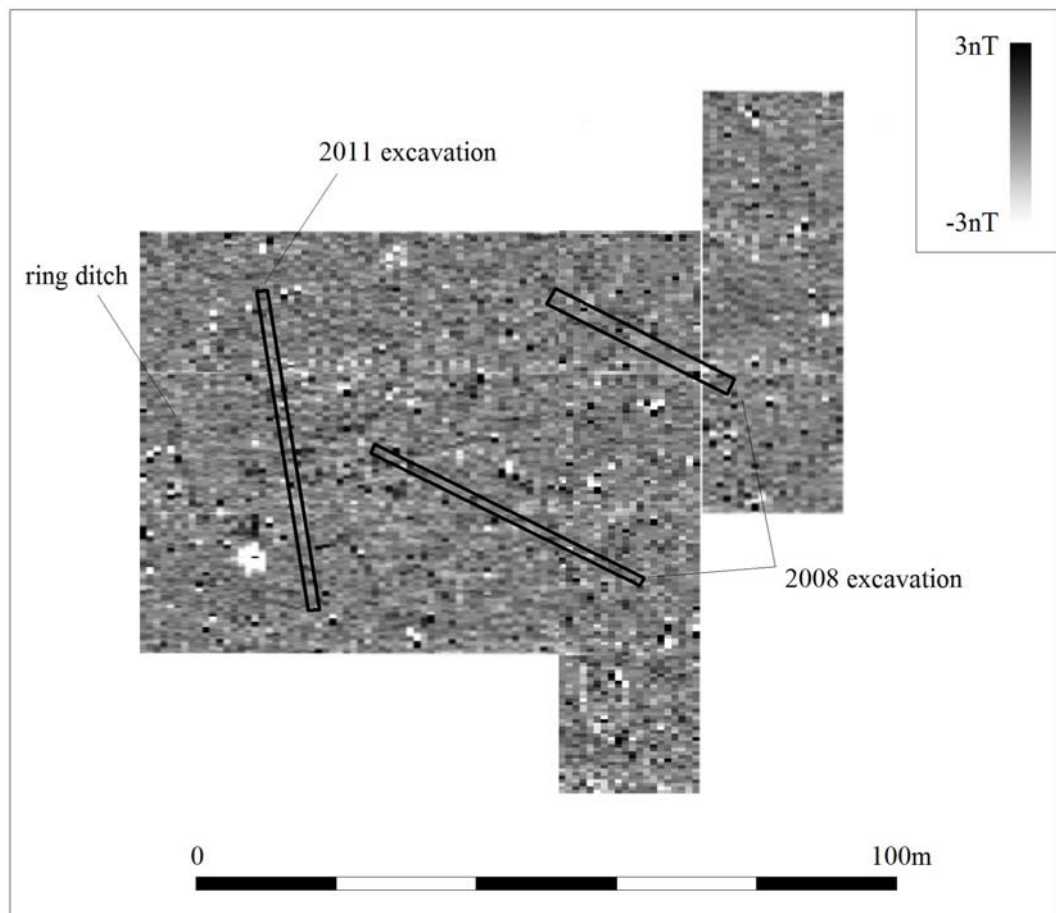 3nT
-3nT
2011 excavation
ring ditch
2008 excavation
0
100m